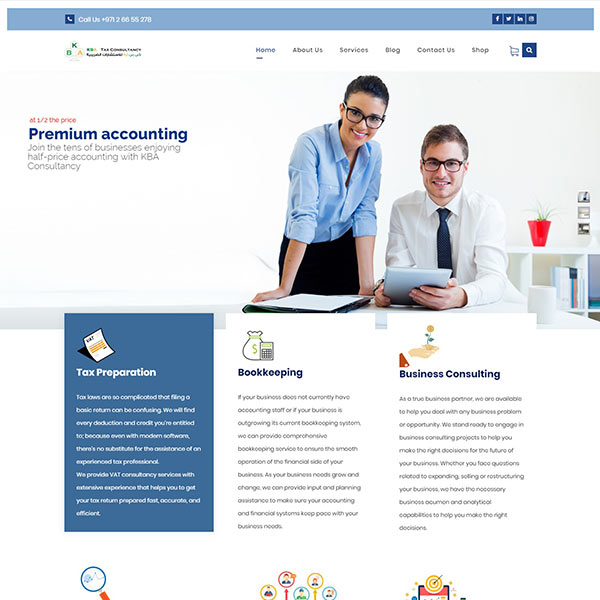 Call Us +971 2 66 55 278
KBA Tax Consultancy
Home About Us Services Blog Contact Us Shop
at 1/2 the price
Premium accounting
Join the tens of businesses enjoying
half-price accounting with KBA
Consultancy
VAT
Tax Preparation
Tax laws are so complicated that filing a
basic return can be confusing. We will find
every deduction and credit you're entitled
to; because even with modern software,
there's no substitute for the assistance of an
experienced tax professional.
We provide VAT consultancy services with
extensive experience that helps you to get
your tax return prepared fast, accurate, and
efficient.
Bookkeeping
If your business does not currently have
accounting staff or if your business is
outgrowing its current bookkeeping system,
we can provide comprehensive
bookkeeping service to ensure the smooth
operation of the financial side of your
business. As your business needs grow and
change, we can provide input and planning
assistance to make sure your accounting
and financial systems keep pace with your
business needs.
Business Consulting
As a true business partner, we are available
to help you deal with any business problem
or opportunity. We stand ready to engage in
business consulting projects to help you
make the right decisions for the future of
your business. Whether you face questions
related to expanding, selling or restructuring
your business, we have the necessary
business acumen and analytical
capabilities to help you make the right
decisions.